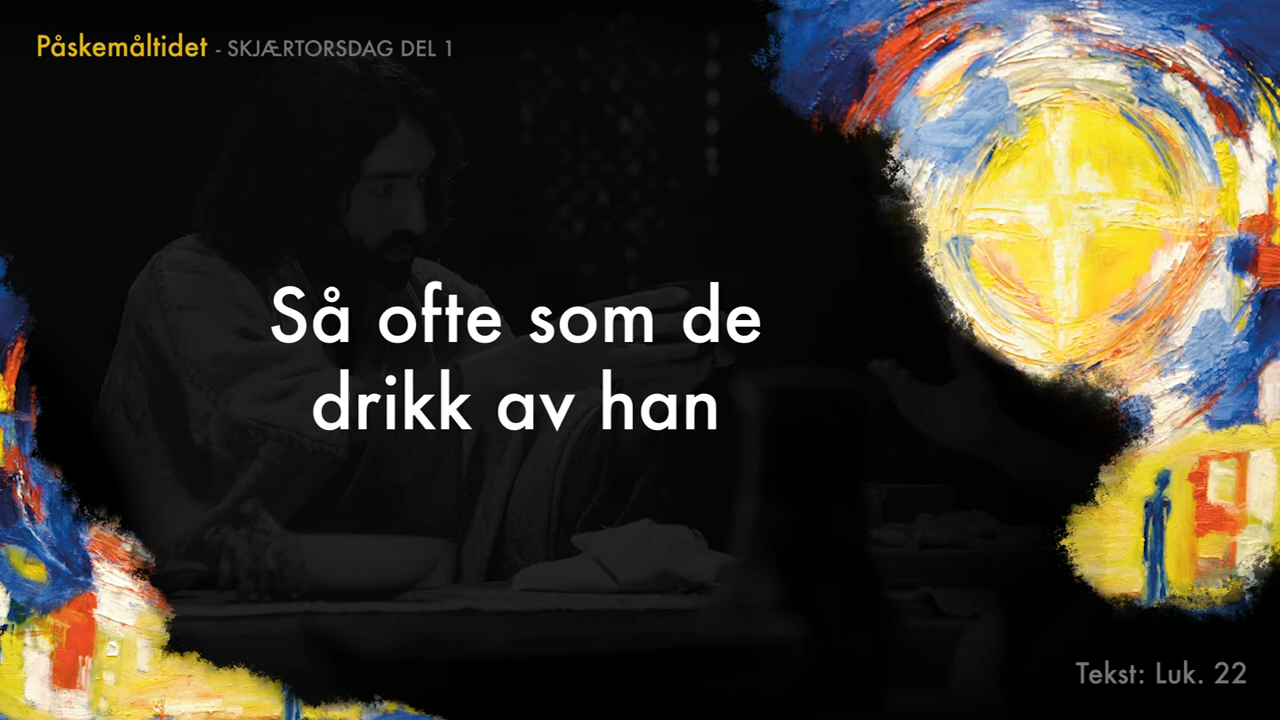 Påskemåltidet - SKJÆRTORSDAG DEL 1
Så ofte som de
drikk av han
Tekst: Luk. 22